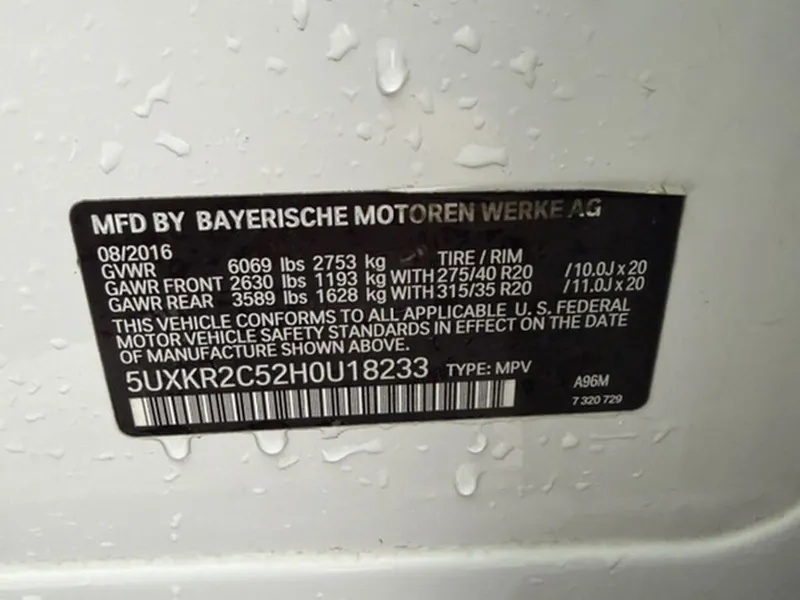 MFD BY BAYERISCHE MOTOREN WERKE AG
08/2016
GVWR 6069 lbs 2753 kg TIRE / RIM
GAWR FRONT 2630 lbs 1193 kg WITH 275/40 R20 /10.0J x 20
GAWR REAR 3589 lbs 1628 kg WITH 315/35 R20 /11.0J x 20
THIS VEHICLE CONFORMS TO ALL APPLICABLE U. S. FEDERAL
MOTOR VEHICLE SAFETY STANDARDS IN EFFECT ON THE DATE
OF MANUFACTURE SHOWN ABOVE.
5UXKR2C52H0U18233 TYPE: MPV
A96M
7 320 729